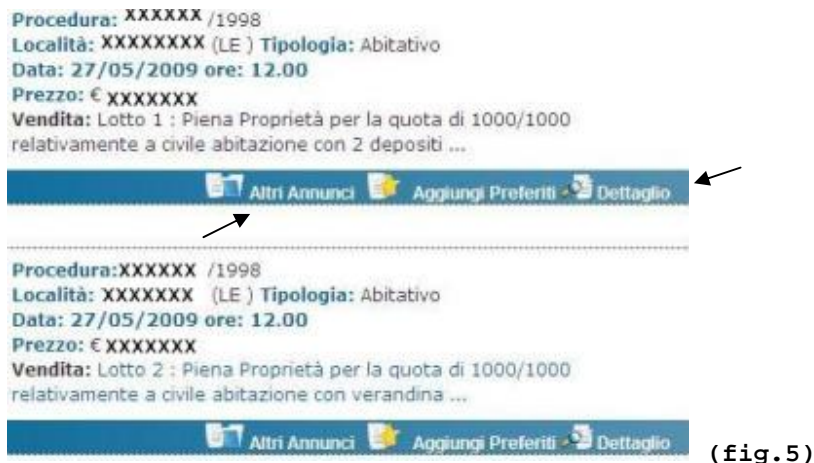 Procedura: XXXXXX /1998
Località: XXXXXXXX (LE ) Tipologia: Abitativo
Data: 27/05/2009 ore: 12.00
Prezzo: € XXXXXXX
Vendita: Lotto 1 : Piena Proprietà per la quota di 1000/1000
relativamente a civile abitazione con 2 depositi ...
Altri Annunci Aggiungi Preferiti Dettaglio
Procedura:XXXXXX /1998
Località: XXXXXXX (LE ) Tipologia: Abitativo
Data: 27/05/2009 ore: 12.00
Prezzo: € XXXXXXX
Vendita: Lotto 2 : Piena Proprietà per la quota di 1000/1000
relativamente a civile abitazione con verandina ...
Altri Annunci Aggiungi Preferiti Dettaglio
(fig.5)